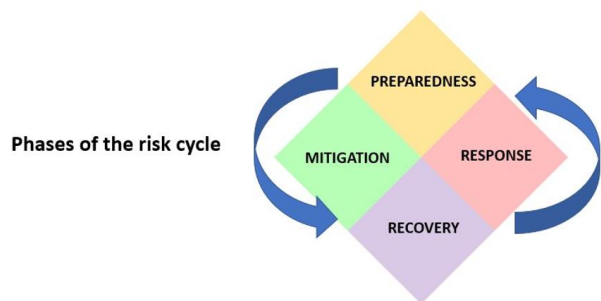 PREPAREDNESS
Phases of the risk cycle
MITIGATION
RESPONSE
RECOVERY